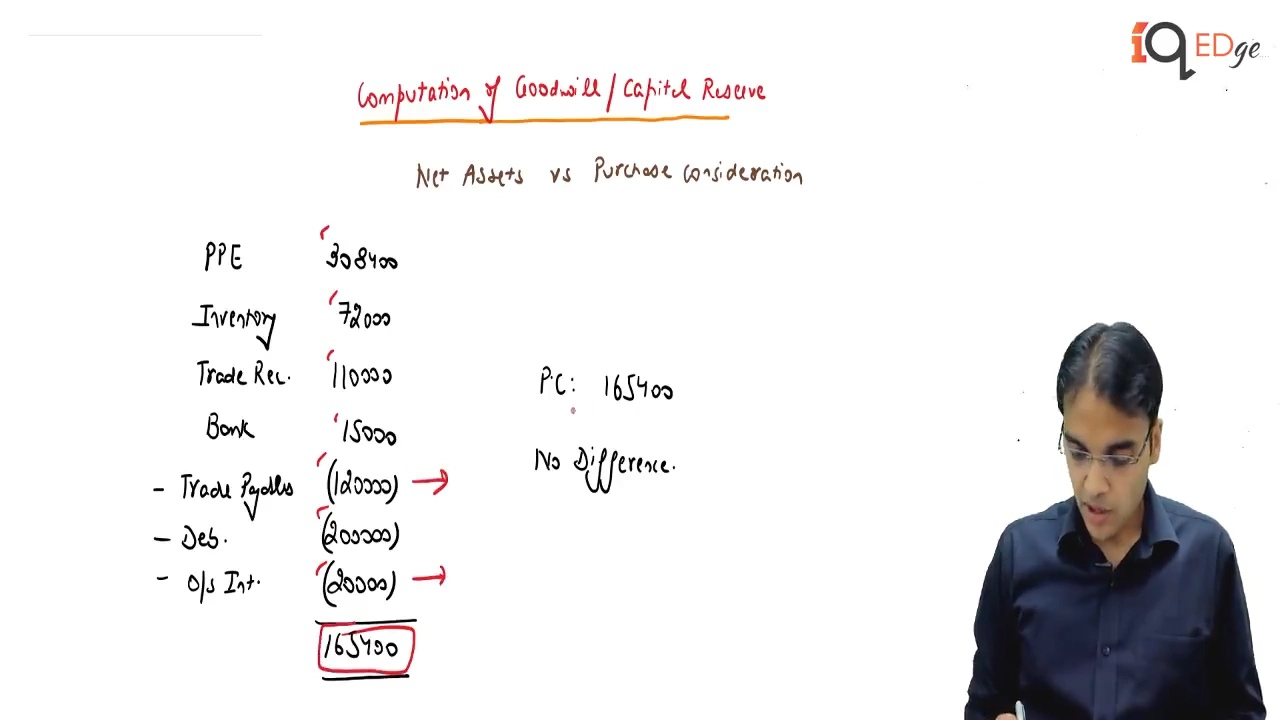 iQ EDge
Computation of Goodwill / Capital Reserve
Net Assets vs Purchase consideration
PPE 308400
Inventory 72000
Trade Rec. 110000
Bank 15000
- Trade Payables (120000) →
- Deb. (200000)
- O/s Int. (20000) →
165400
P.C: 165400
No Difference.